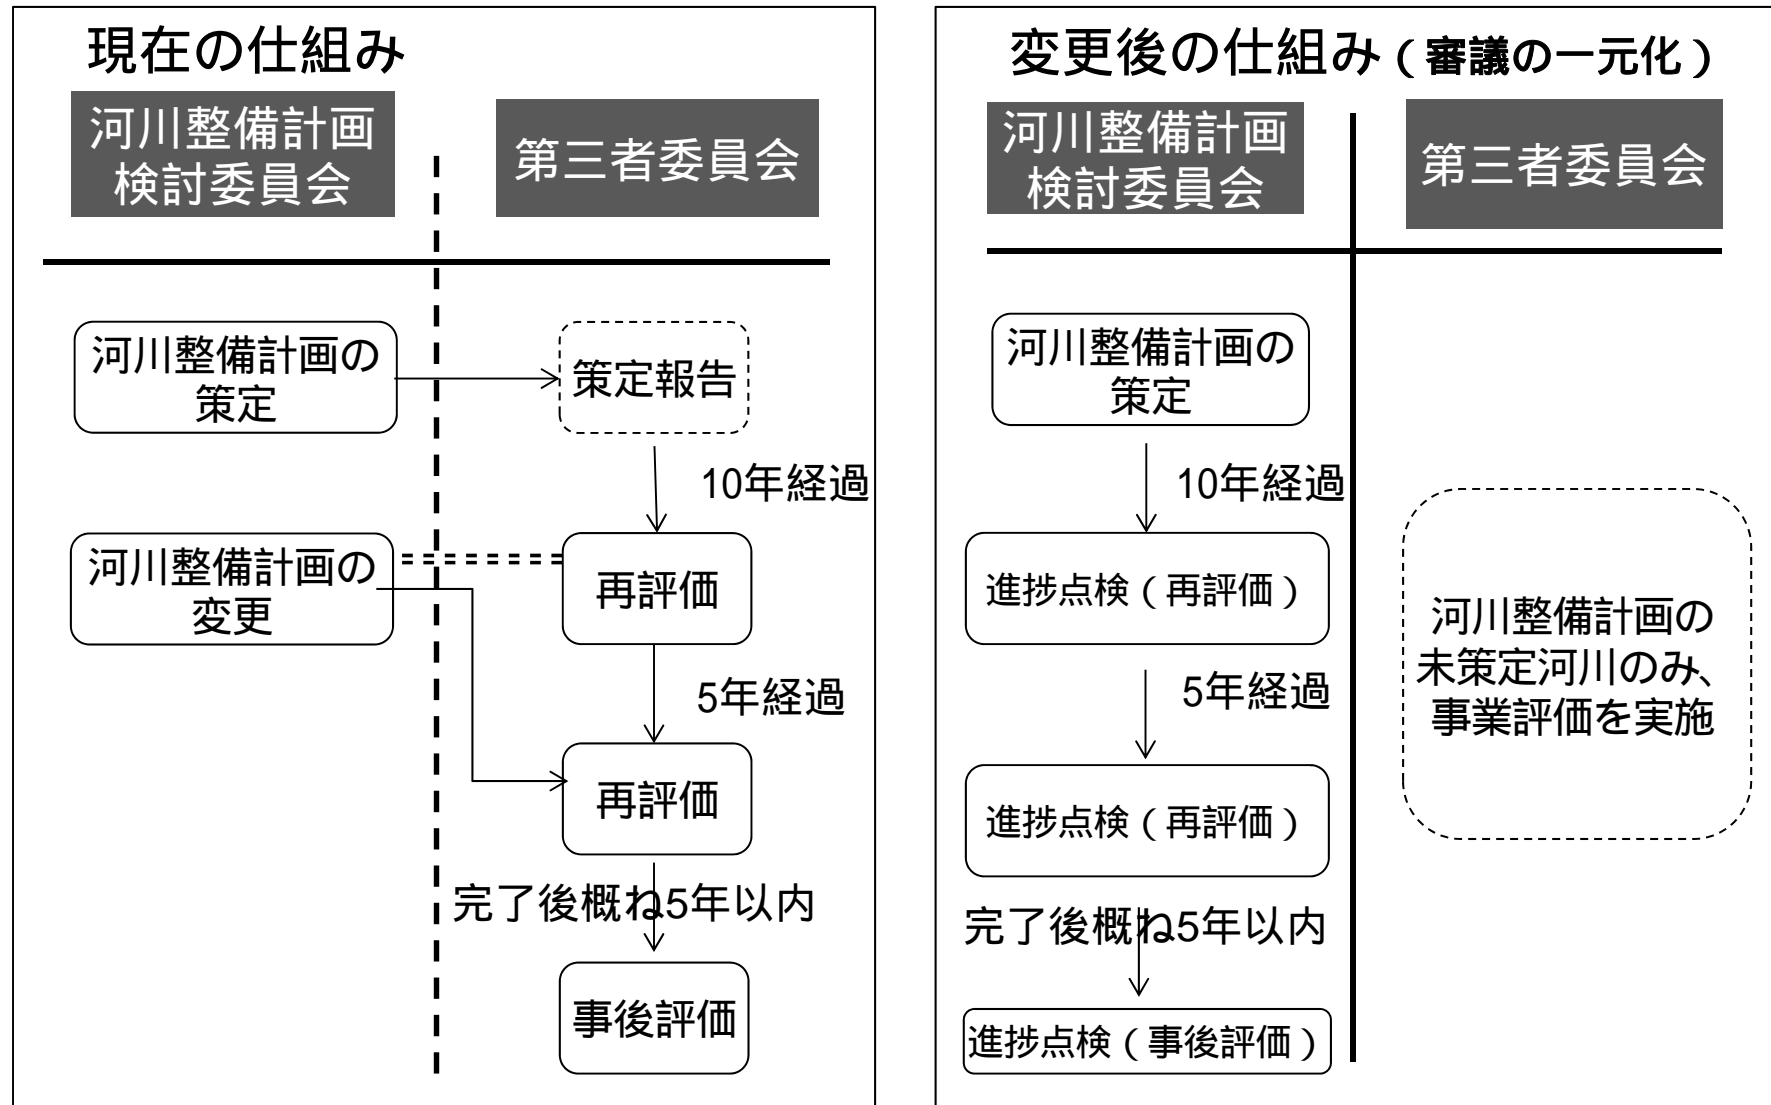 現在の仕組み
河川整備計画
検討委員会
第三者委員会
河川整備計画の
策定
策定報告
10年経過
河川整備計画の
変更
再評価
5年経過
再評価
完了後概ね5年以内
事後評価
変更後の仕組み（審議の一元化）
河川整備計画
検討委員会
第三者委員会
河川整備計画の
策定
10年経過
進捗点検（再評価）
5年経過
進捗点検（再評価）
完了後概ね5年以内
進捗点検（事後評価）
河川整備計画の
未策定河川のみ、
事業評価を実施